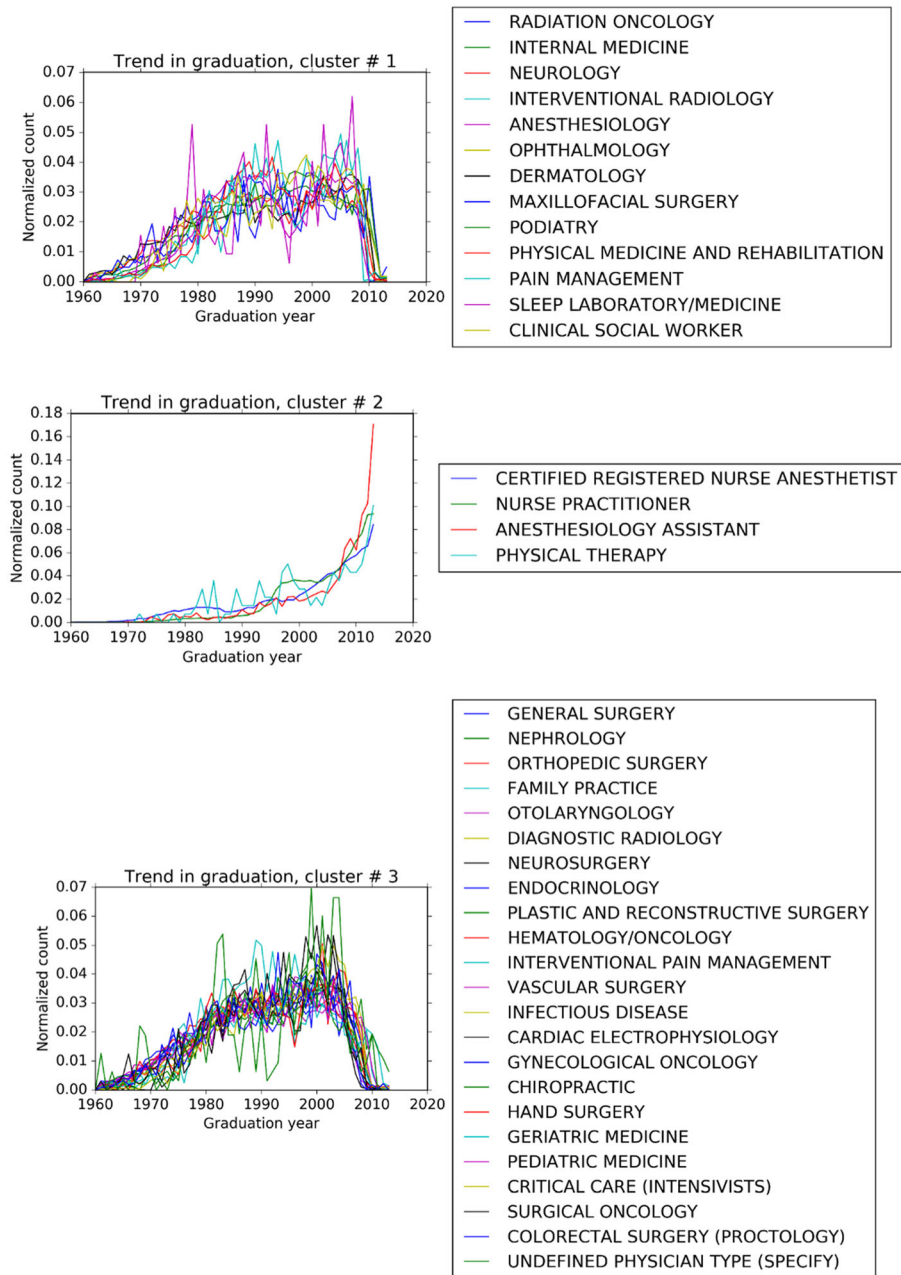 Trend in graduation, cluster # 1
0.07
0.06
0.05
0.04
0.03
0.02
0.01
0.00
Normalized count
1960 1970 1980 1990 2000 2010 2020
Graduation year
RADIATION ONCOLOGY
INTERNAL MEDICINE
NEUROLOGY
INTERVENTIONAL RADIOLOGY
ANESTHESIOLOGY
OPHTHALMOLOGY
DERMATOLOGY
MAXILLOFACIAL SURGERY
PODIATRY
PHYSICAL MEDICINE AND REHABILITATION
PAIN MANAGEMENT
SLEEP LABORATORY/MEDICINE
CLINICAL SOCIAL WORKER
Trend in graduation, cluster # 2
0.18
0.16
0.14
0.12
0.10
0.08
0.06
0.04
0.02
0.00
Normalized count
1960 1970 1980 1990 2000 2010 2020
Graduation year
CERTIFIED REGISTERED NURSE ANESTHETIST
NURSE PRACTITIONER
ANESTHESIOLOGY ASSISTANT
PHYSICAL THERAPY
Trend in graduation, cluster # 3
0.07
0.06
0.05
0.04
0.03
0.02
0.01
0.00
Normalized count
1960 1970 1980 1990 2000 2010 2020
Graduation year
GENERAL SURGERY
NEPHROLOGY
ORTHOPEDIC SURGERY
FAMILY PRACTICE
OTOLARYNGOLOGY
DIAGNOSTIC RADIOLOGY
NEUROSURGERY
ENDOCRINOLOGY
PLASTIC AND RECONSTRUCTIVE SURGERY
HEMATOLOGY/ONCOLOGY
INTERVENTIONAL PAIN MANAGEMENT
VASCULAR SURGERY
INFECTIOUS DISEASE
CARDIAC ELECTROPHYSIOLOGY
GYNECOLOGICAL ONCOLOGY
CHIROPRACTIC
HAND SURGERY
GERIATRIC MEDICINE
PEDIATRIC MEDICINE
CRITICAL CARE (INTENSIVISTS)
SURGICAL ONCOLOGY
COLORECTAL SURGERY (PROCTOLOGY)
UNDEFINED PHYSICIAN TYPE (SPECIFY)